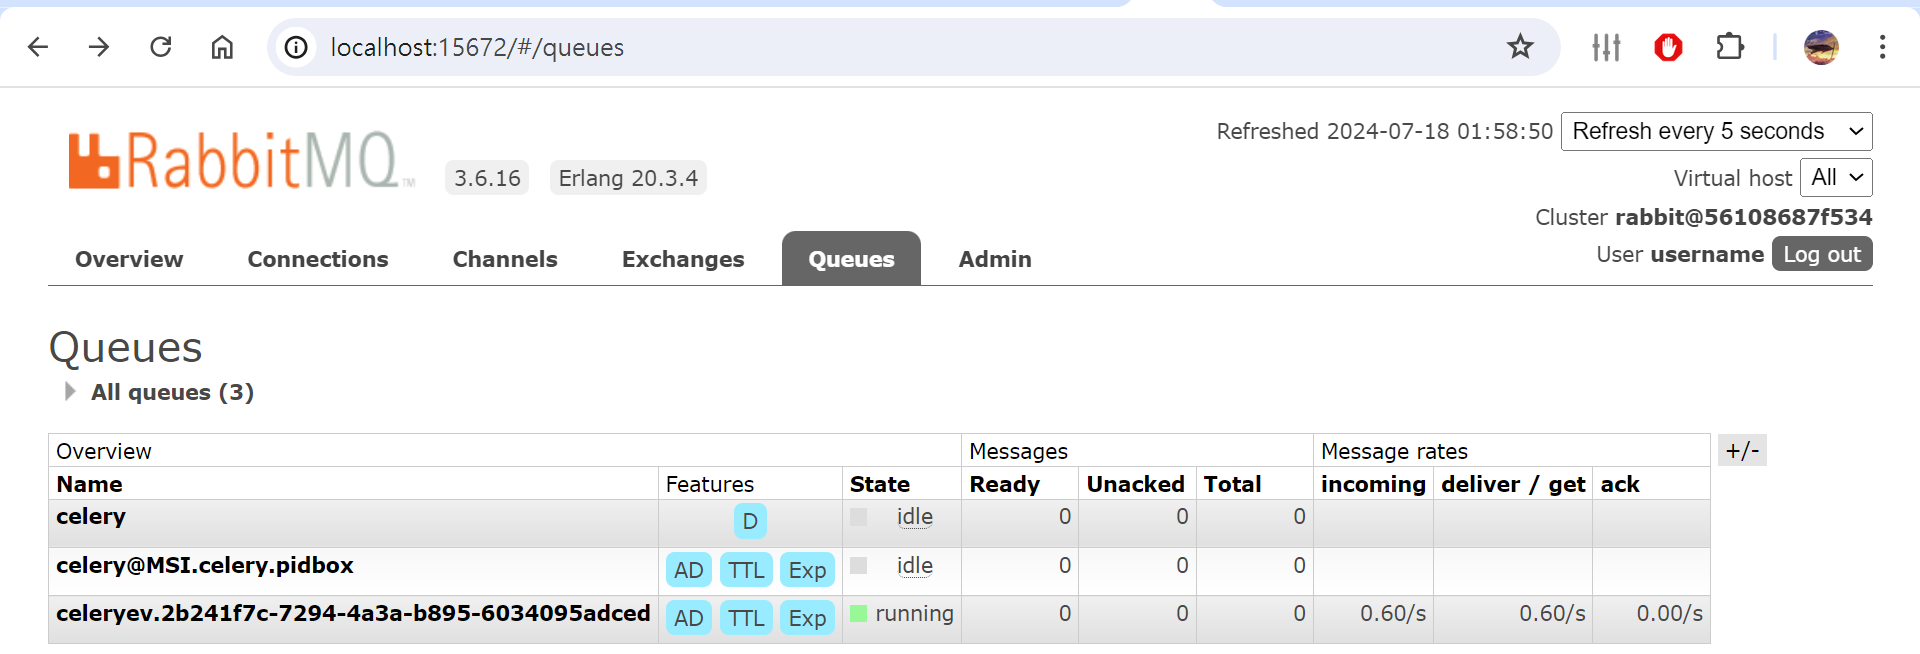 localhost:15672/#/queues
RabbitMQ™ 3.6.16 Erlang 20.3.4
Refreshed 2024-07-18 01:58:50 Refresh every 5 seconds
Virtual host All
Cluster rabbit@56108687f534
User username Log out
Overview Connections Channels Exchanges Queues Admin
Queues
All queues (3)
Overview Messages Message rates +/-
Name Features State Ready Unacked Total incoming deliver / get ack
celery D idle 0 0 0
celery@MSI.celery.pidbox AD TTL Exp idle 0 0 0
celeryev.2b241f7c-7294-4a3a-b895-6034095adced AD TTL Exp running 0 0 0 0.60/s 0.60/s 0.00/s